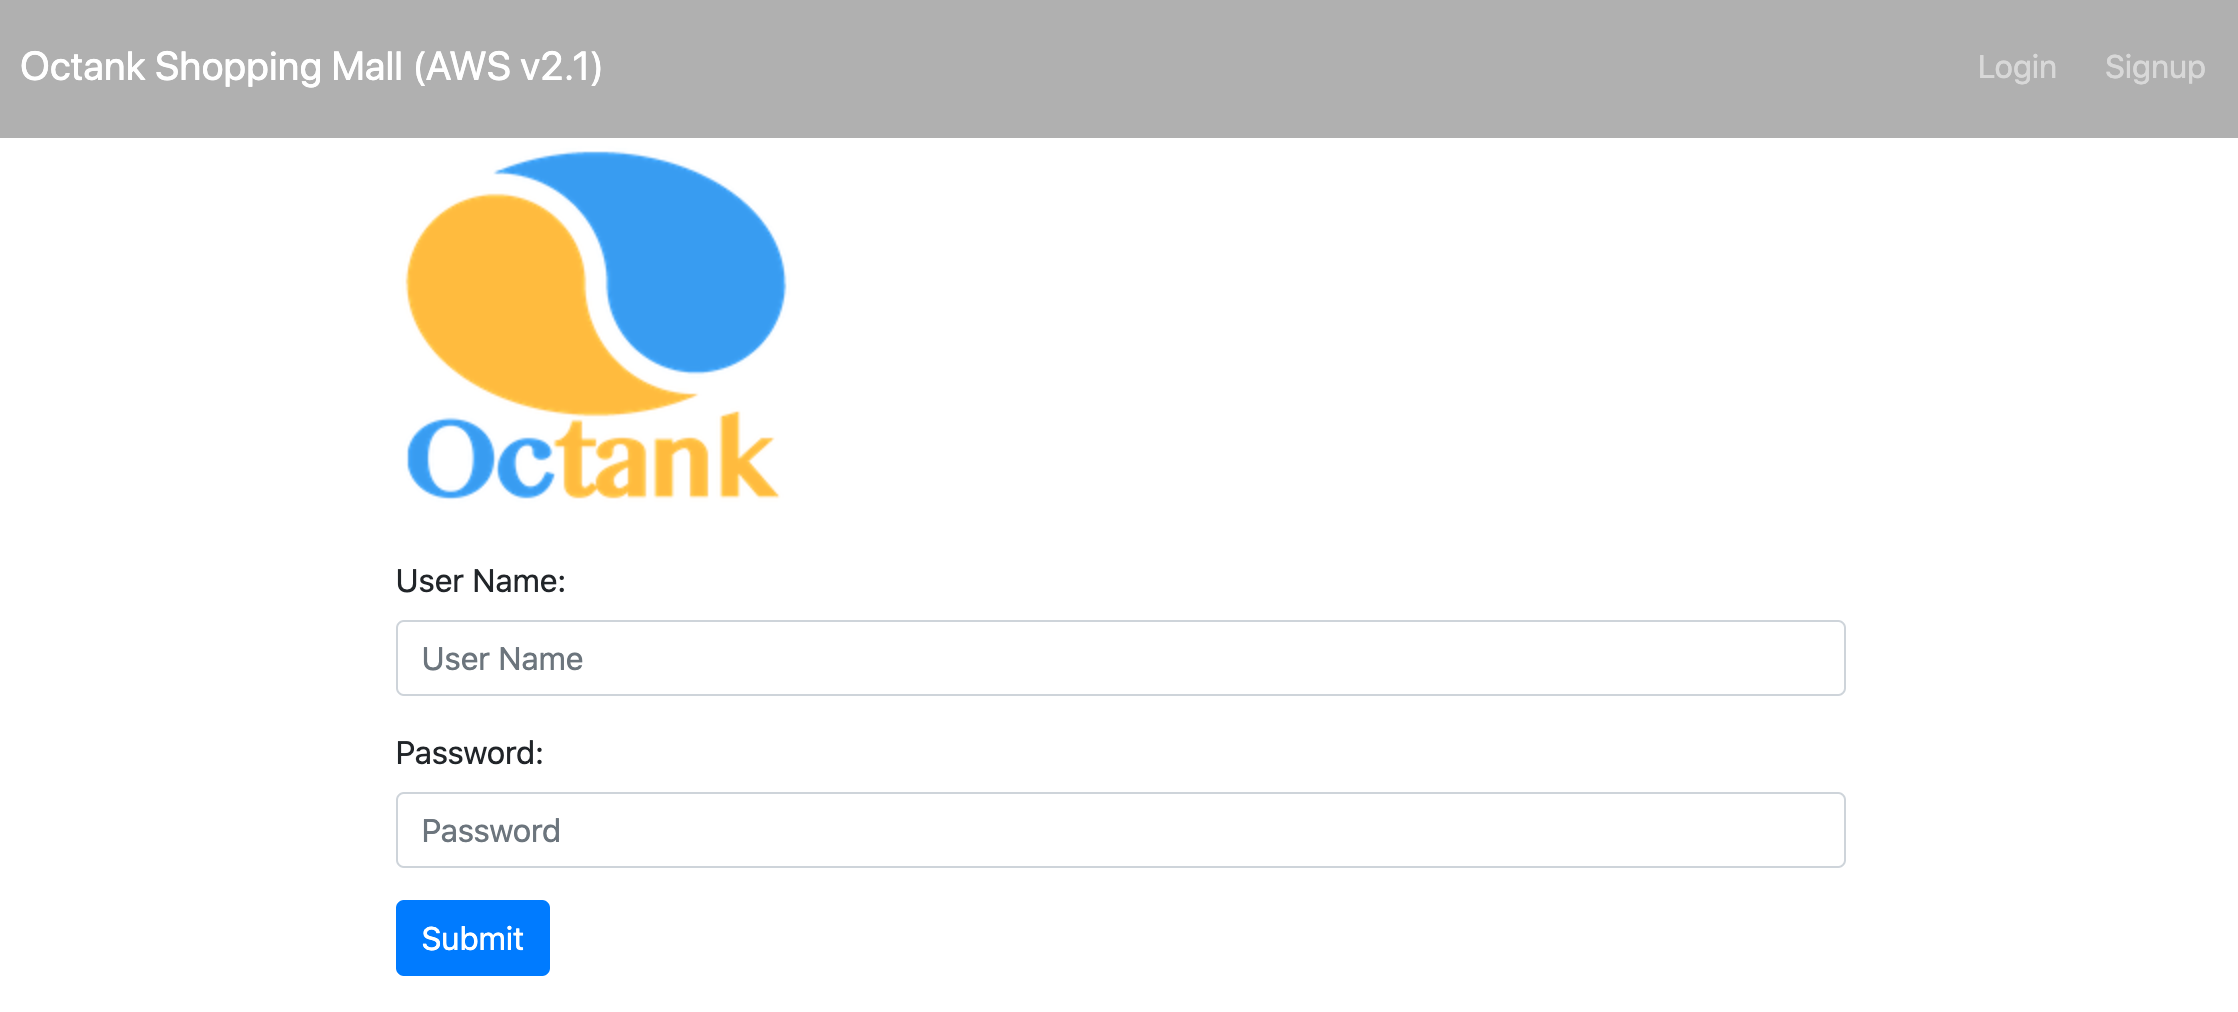 Octank Shopping Mall (AWS v2.1)
Login
Signup
Octank
User Name:
User Name
Password:
Password
Submit